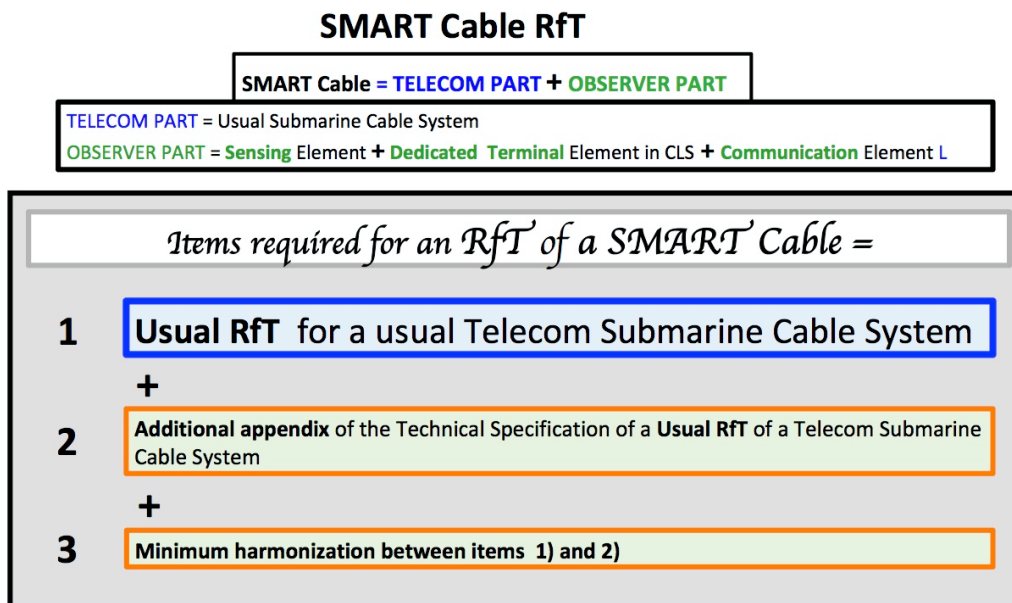 SMART Cable RfT
SMART Cable = TELECOM PART + OBSERVER PART
TELECOM PART = Usual Submarine Cable System
OBSERVER PART = Sensing Element + Dedicated Terminal Element in CLS + Communication Element L
Items required for an RfT of a SMART Cable =
1 Usual RfT for a usual Telecom Submarine Cable System
+
2 Additional appendix of the Technical Specification of a Usual RfT of a Telecom Submarine
Cable System
+
3 Minimum harmonization between items 1) and 2)